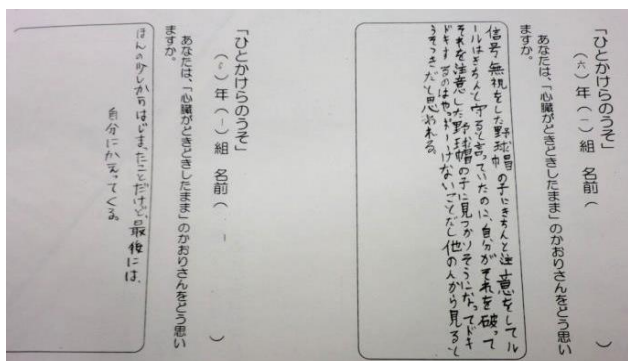 「ひとかけらのうそ」
(六)年(一)組 名前(
あなたは、「心臓がどきどきしたまま」のかおりさんをどう思い
ますか。
信号無視をした野球帽の子にきちんと注意をしてル
ールはきちんと守ると言っていたのに、自分がそれを破って
それを注意した野球帽の子に見つかりそうになってドキ
ドキするのはやっぱりいけないことだし他の人から見ると
うそつきだと思われる。
「ひとかけらのうそ」
(6)年(1)組 名前( )
あなたは、「心臓がどきどきしたまま」のかおりさんをどう思い
ますか。
ほんの少しからはじまったことだけど、最後には、
自分にかえってくる。